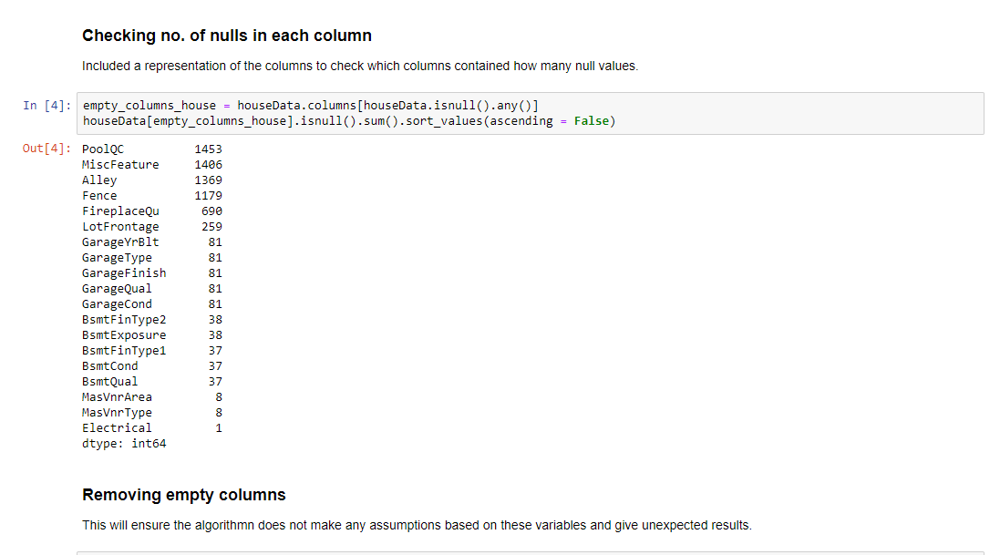 Checking no. of nulls in each column
Included a representation of the columns to check which columns contained how many null values.
In [4]: empty_columns_house = houseData.columns[houseData.isnull().any()]
houseData[empty_columns_house].isnull().sum().sort_values(ascending = False)
Out[4]: PoolQC 1453
MiscFeature 1406
Alley 1369
Fence 1179
FireplaceQu 690
LotFrontage 259
GarageYrBlt 81
GarageType 81
GarageFinish 81
GarageQual 81
GarageCond 81
BsmtFinType2 38
BsmtExposure 38
BsmtFinType1 37
BsmtCond 37
BsmtQual 37
MasVnrArea 8
MasVnrType 8
Electrical 1
dtype: int64
Removing empty columns
This will ensure the algorithmn does not make any assumptions based on these variables and give unexpected results.